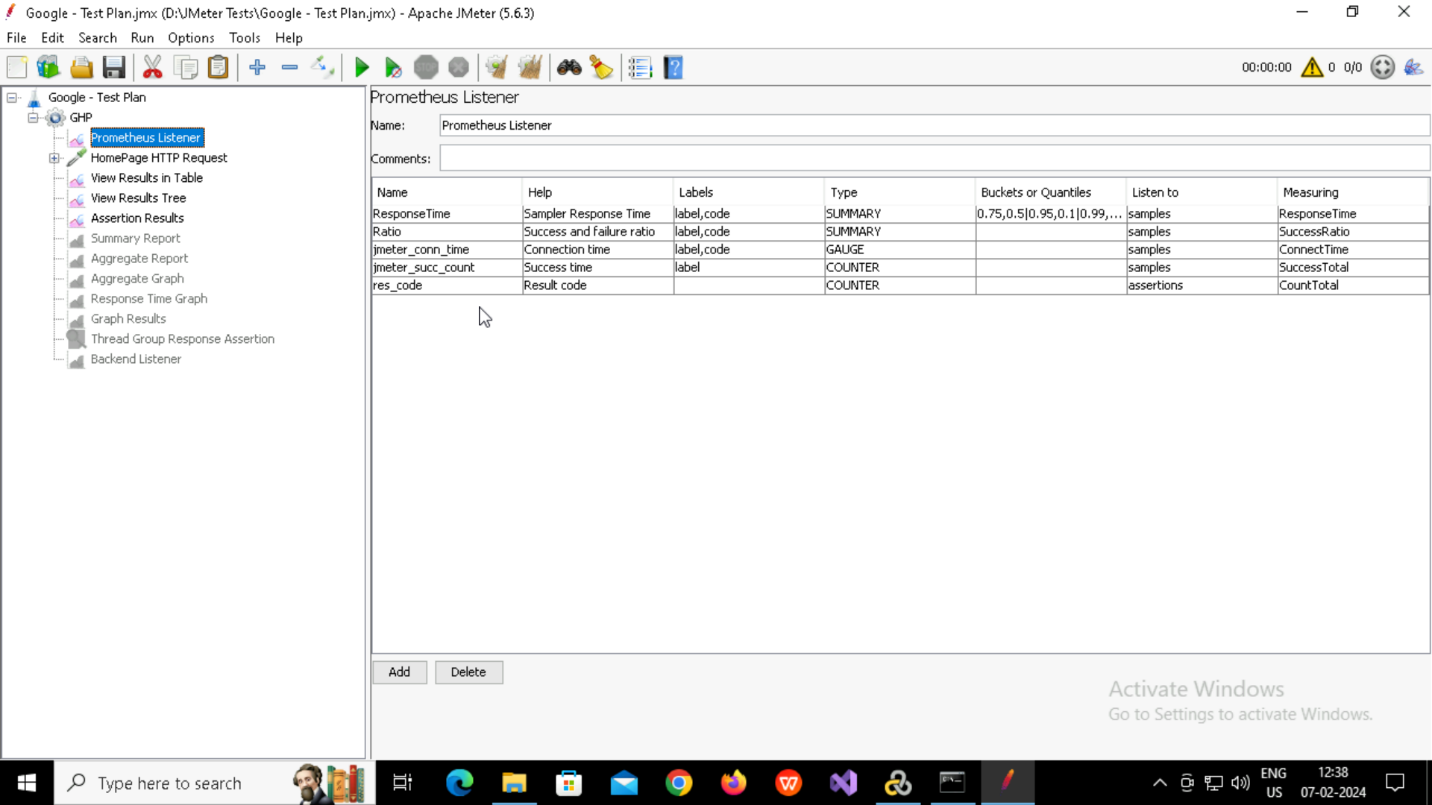 Google - Test Plan.jmx (D:\JMeter Tests\Google - Test Plan.jmx) - Apache JMeter (5.6.3)
File Edit Search Run Options Tools Help
00:00:00 0 0/0
Google - Test Plan
GHP
Prometheus Listener
HomePage HTTP Request
View Results in Table
View Results Tree
Assertion Results
Summary Report
Aggregate Report
Aggregate Graph
Response Time Graph
Graph Results
Thread Group Response Assertion
Backend Listener
Prometheus Listener
Name: Prometheus Listener
Comments:
Name Help Labels Type Buckets or Quantiles Listen to Measuring
ResponseTime Sampler Response Time label,code SUMMARY 0.75,0.5|0.95,0.1|0.99,... samples ResponseTime
Ratio Success and failure ratio label,code SUMMARY samples SuccessRatio
jmeter_conn_time Connection time label,code GAUGE samples ConnectTime
jmeter_succ_count Success time label COUNTER samples SuccessTotal
res_code Result code COUNTER assertions CountTotal
Add Delete
Activate Windows
Go to Settings to activate Windows.
Type here to search
ENG
US
12:38
07-02-2024